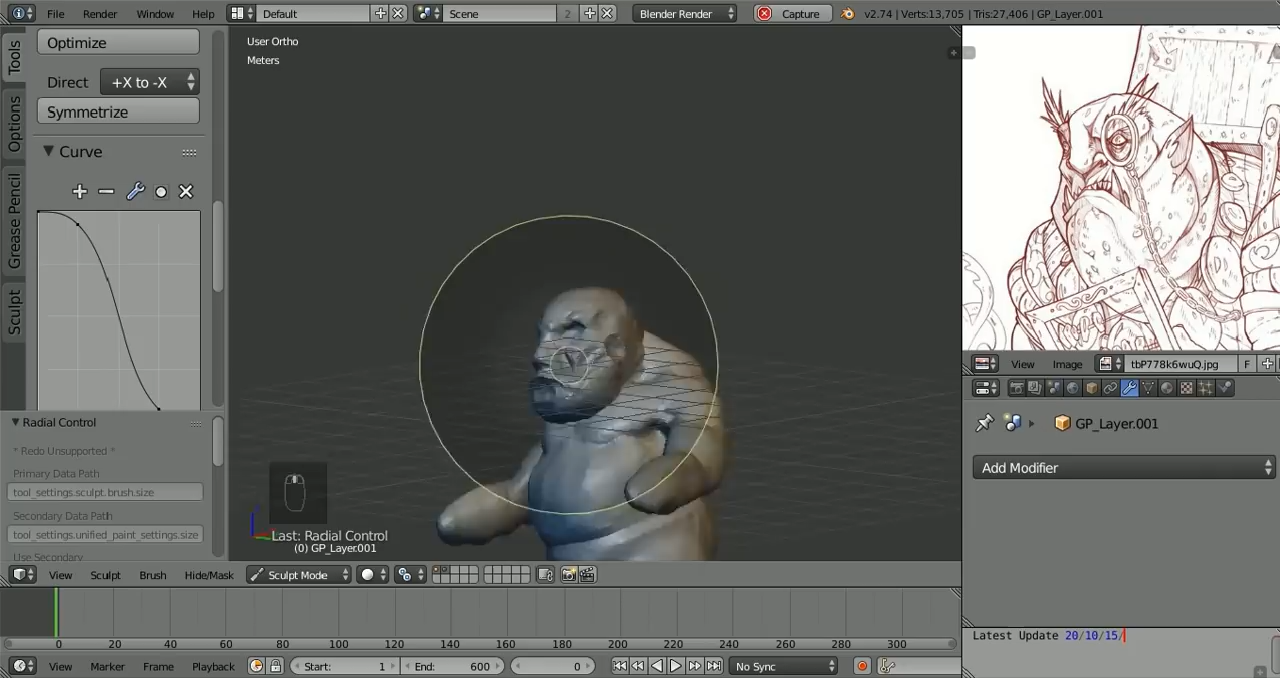 File Render Window Help Default Scene 2 Blender Render Capture v2.74 | Verts:13,705 | Tris:27,406 | GP_Layer.001
Tools
Options
Grease Pencil
Sculpt
Optimize
Direct +X to -X
Symmetrize
Curve
Radial Control
* Redo Unsupported *
Primary Data Path
tool_settings.sculpt.brush.size
Secondary Data Path
tool_settings.unified_paint_settings.size
Use Secondary
User Ortho
Meters
Last: Radial Control
(0) GP_Layer.001
View Sculpt Brush Hide/Mask Sculpt Mode
0 20 40 60 80 100 120 140 160 180 200 220 240 260 280 300
View Marker Frame Playback Start: 1 End: 600 0 No Sync
View Image tbP778k6wuQ.jpg F
GP_Layer.001
Add Modifier
Latest Update 20/10/15/